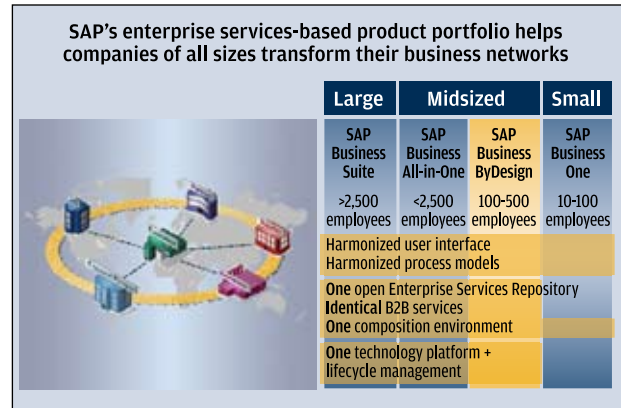 SAP's enterprise services-based product portfolio helps
companies of all sizes transform their business networks
Large Midsized Small
SAP Business Suite
>2,500 employees
SAP Business All-in-One
<2,500 employees
SAP Business ByDesign
100-500 employees
SAP Business One
10-100 employees
Harmonized user interface
Harmonized process models
One open Enterprise Services Repository
Identical B2B services
One composition environment
One technology platform +
lifecycle management